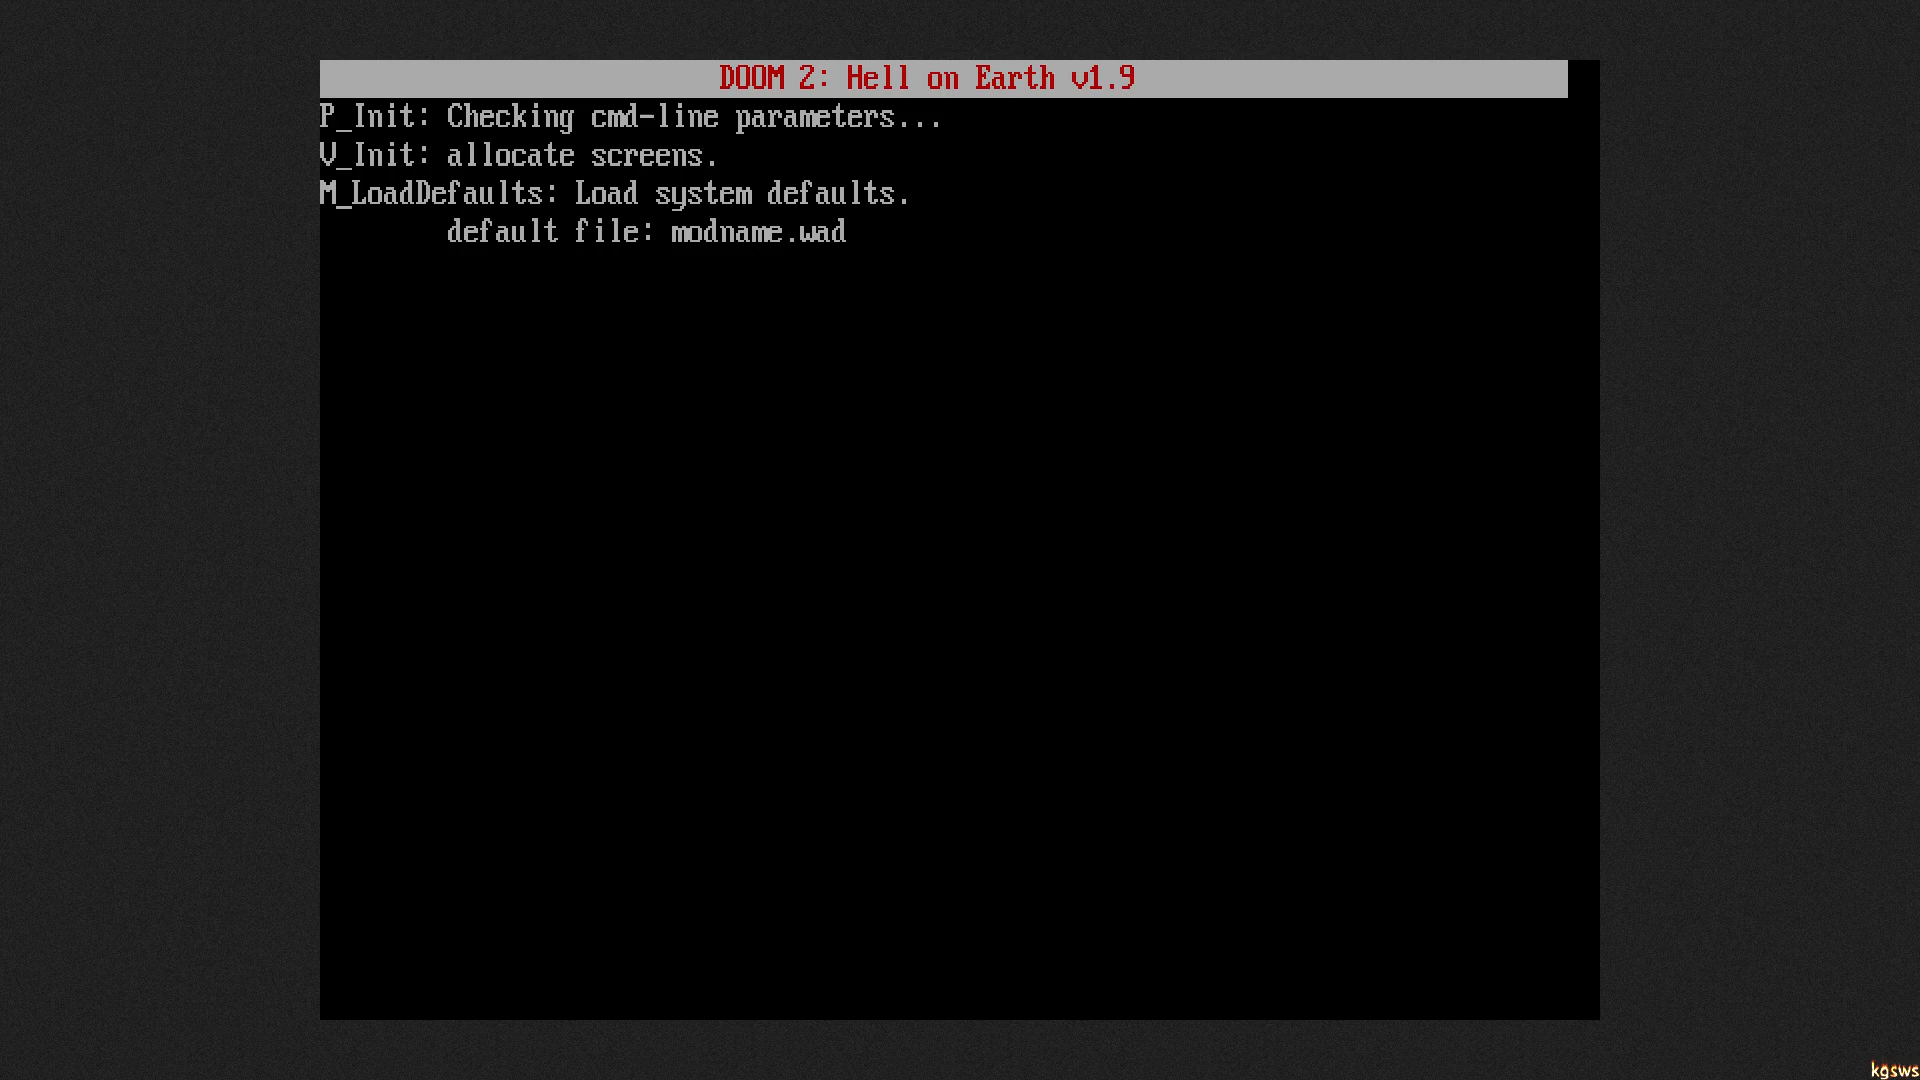 DOOM 2: Hell on Earth v1.9
P_Init: Checking cmd-line parameters...
V_Init: allocate screens.
M_LoadDefaults: Load system defaults.
default file: modname.wad
kgsws